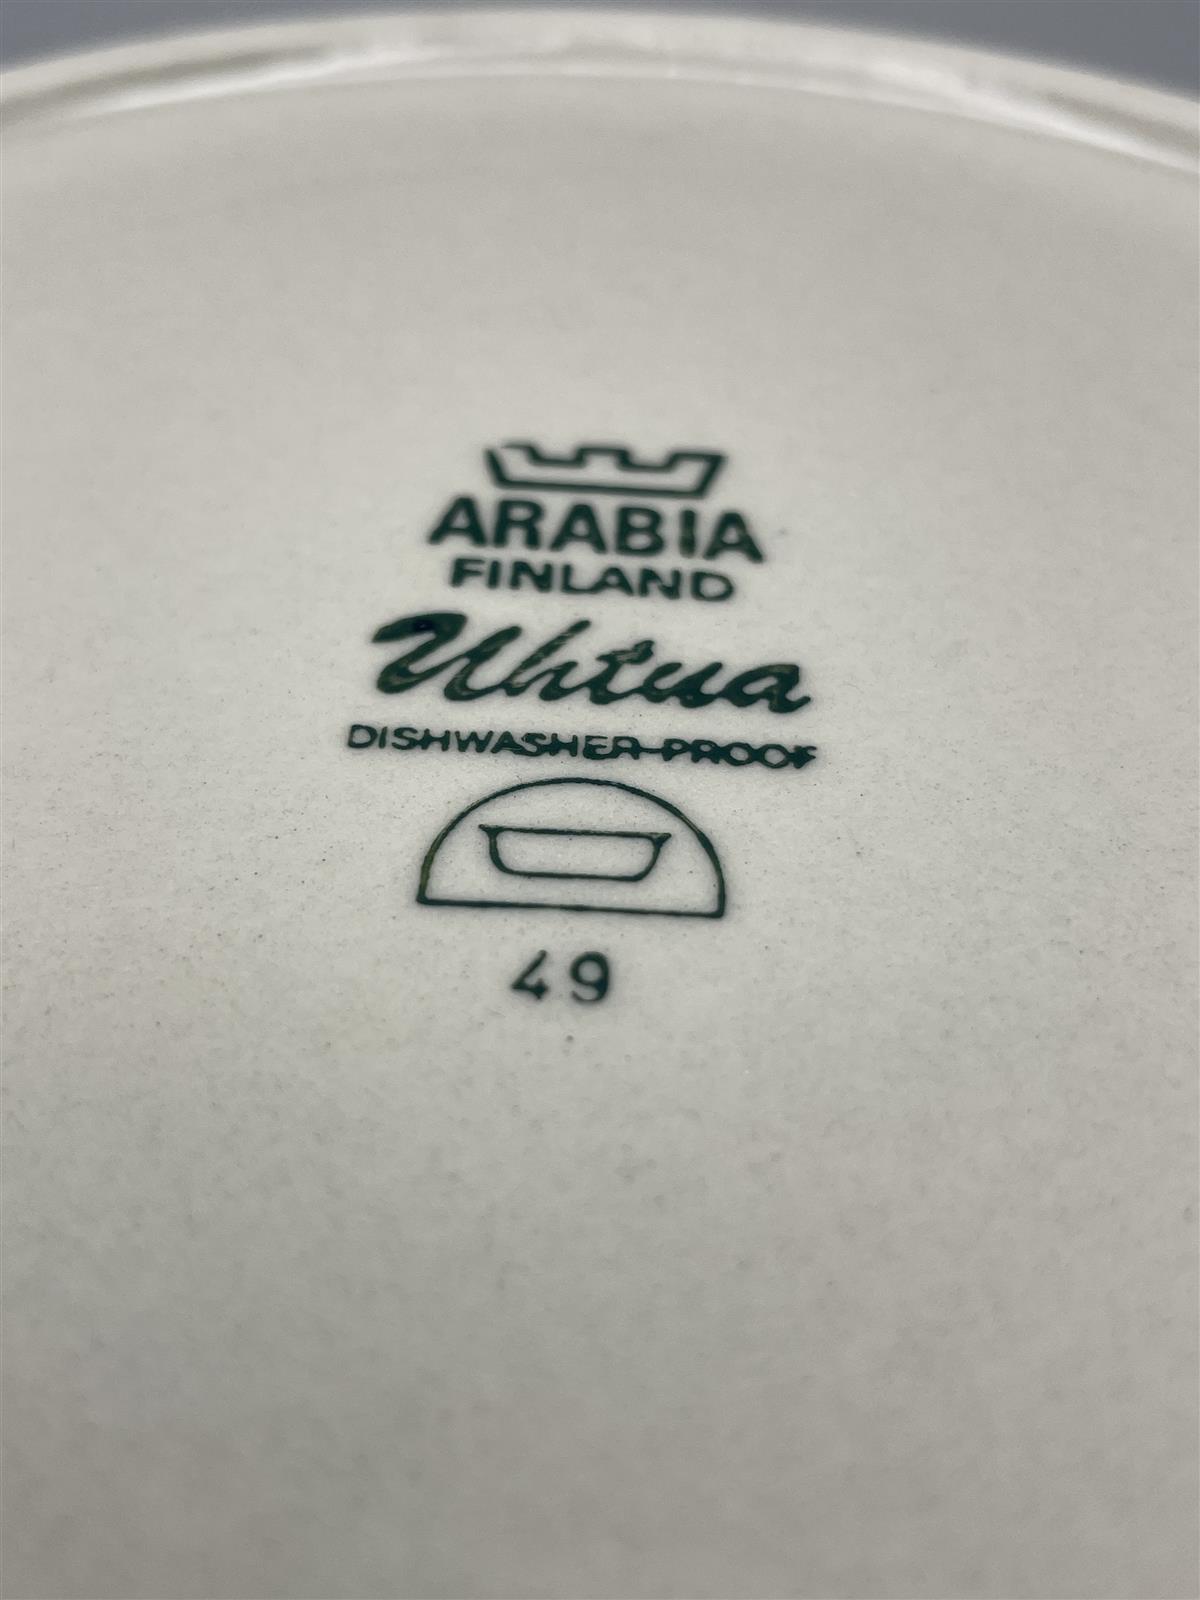 ARABIA
FINLAND
Uhtua
DISHWASHER-PROOF
49